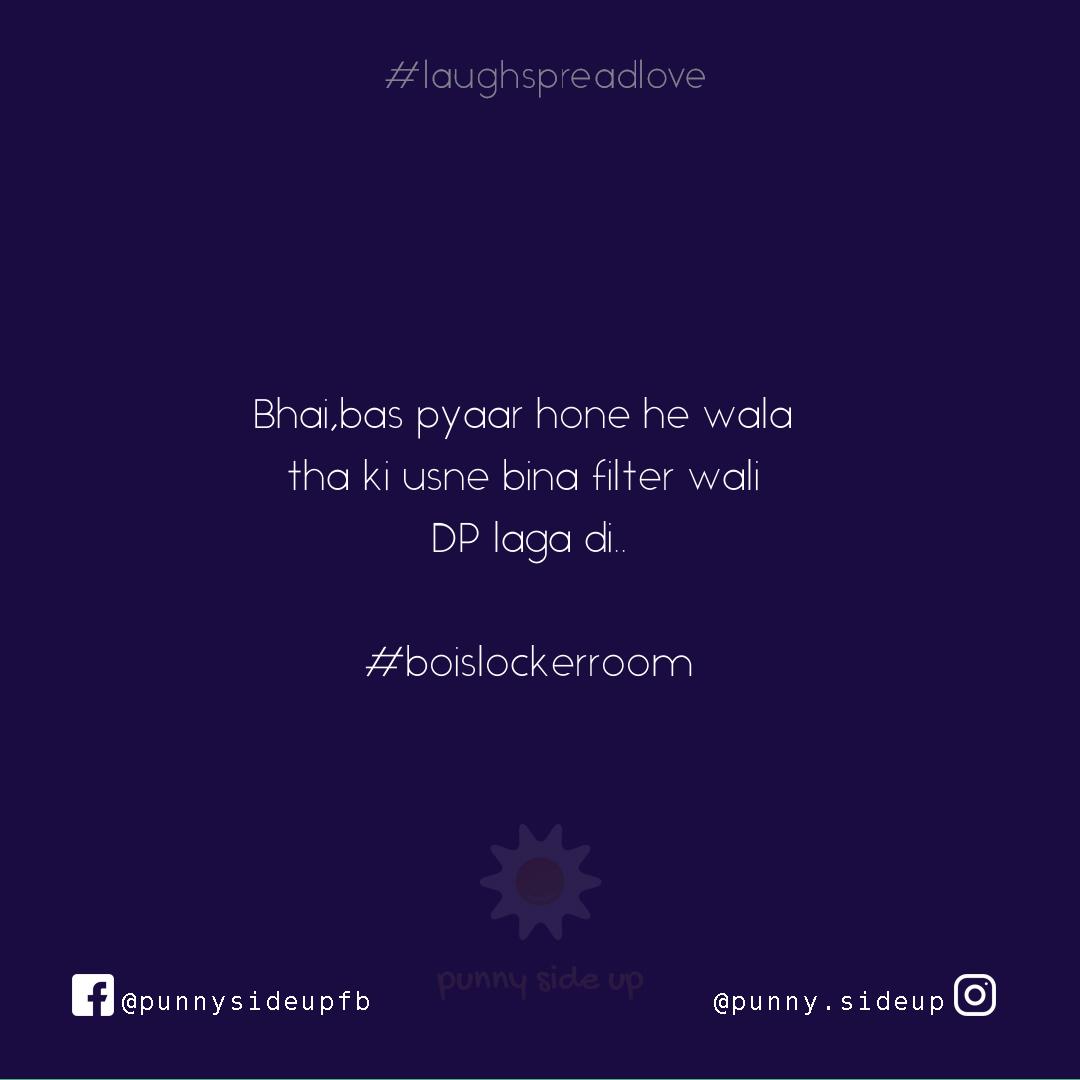 #laughspreadlove
Bhai,bas pyaar hone he wala
tha ki usne bina filter wali
DP laga di..
#boislockerroom
punny side up
@punnysideupfb
@punny.sideup